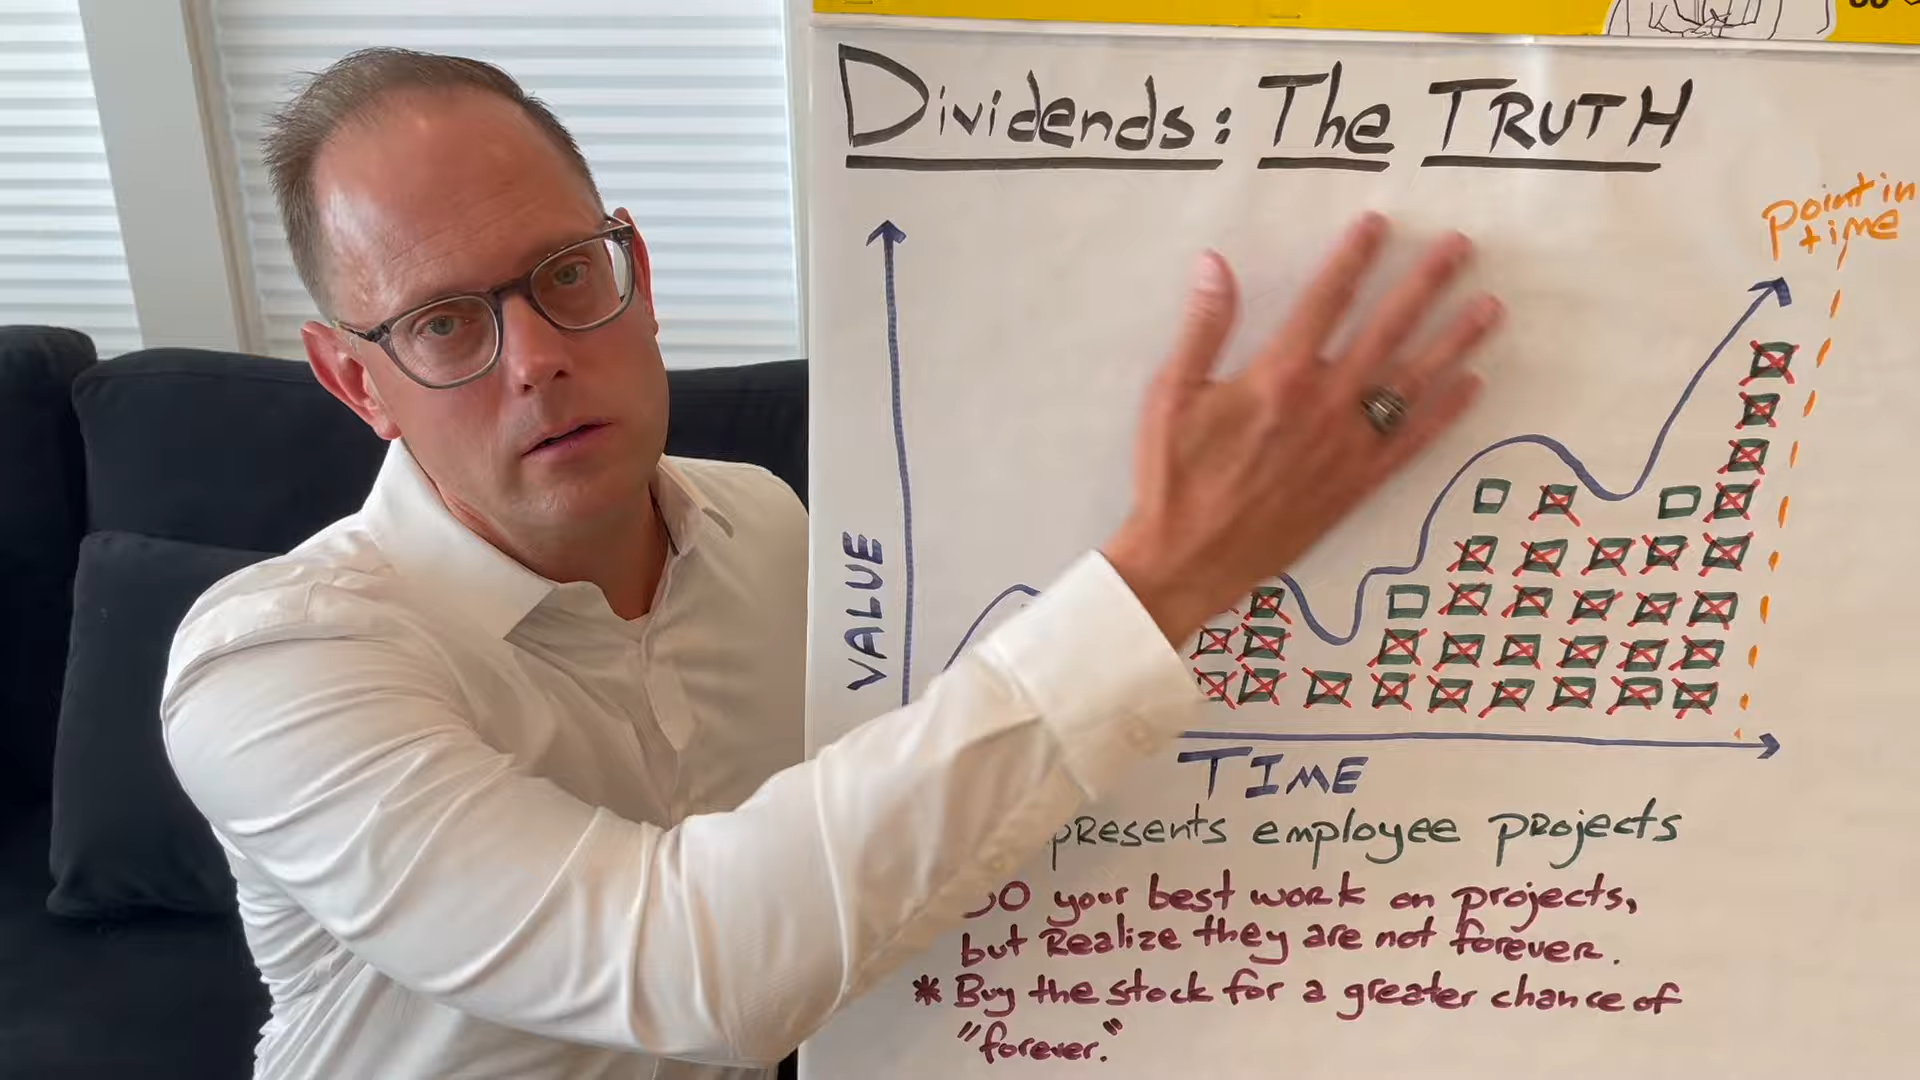 Dividends: The TRUTH
point in
time
VALUE
TIME
employee projects
your best work on projects,
but Realize they are not forever.
* Buy the stock for a greater chance of
"forever."